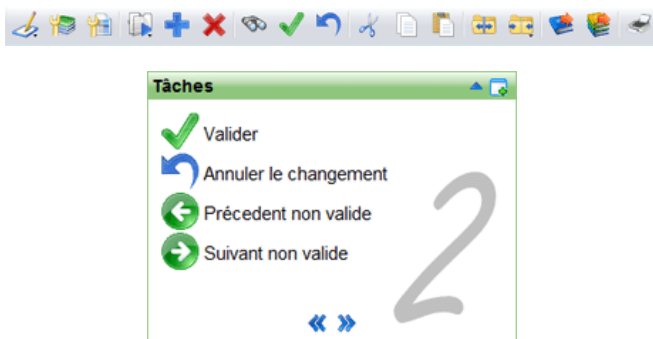 Tâches
Valider
Annuler le changement
Précedent non valide
Suivant non valide
2